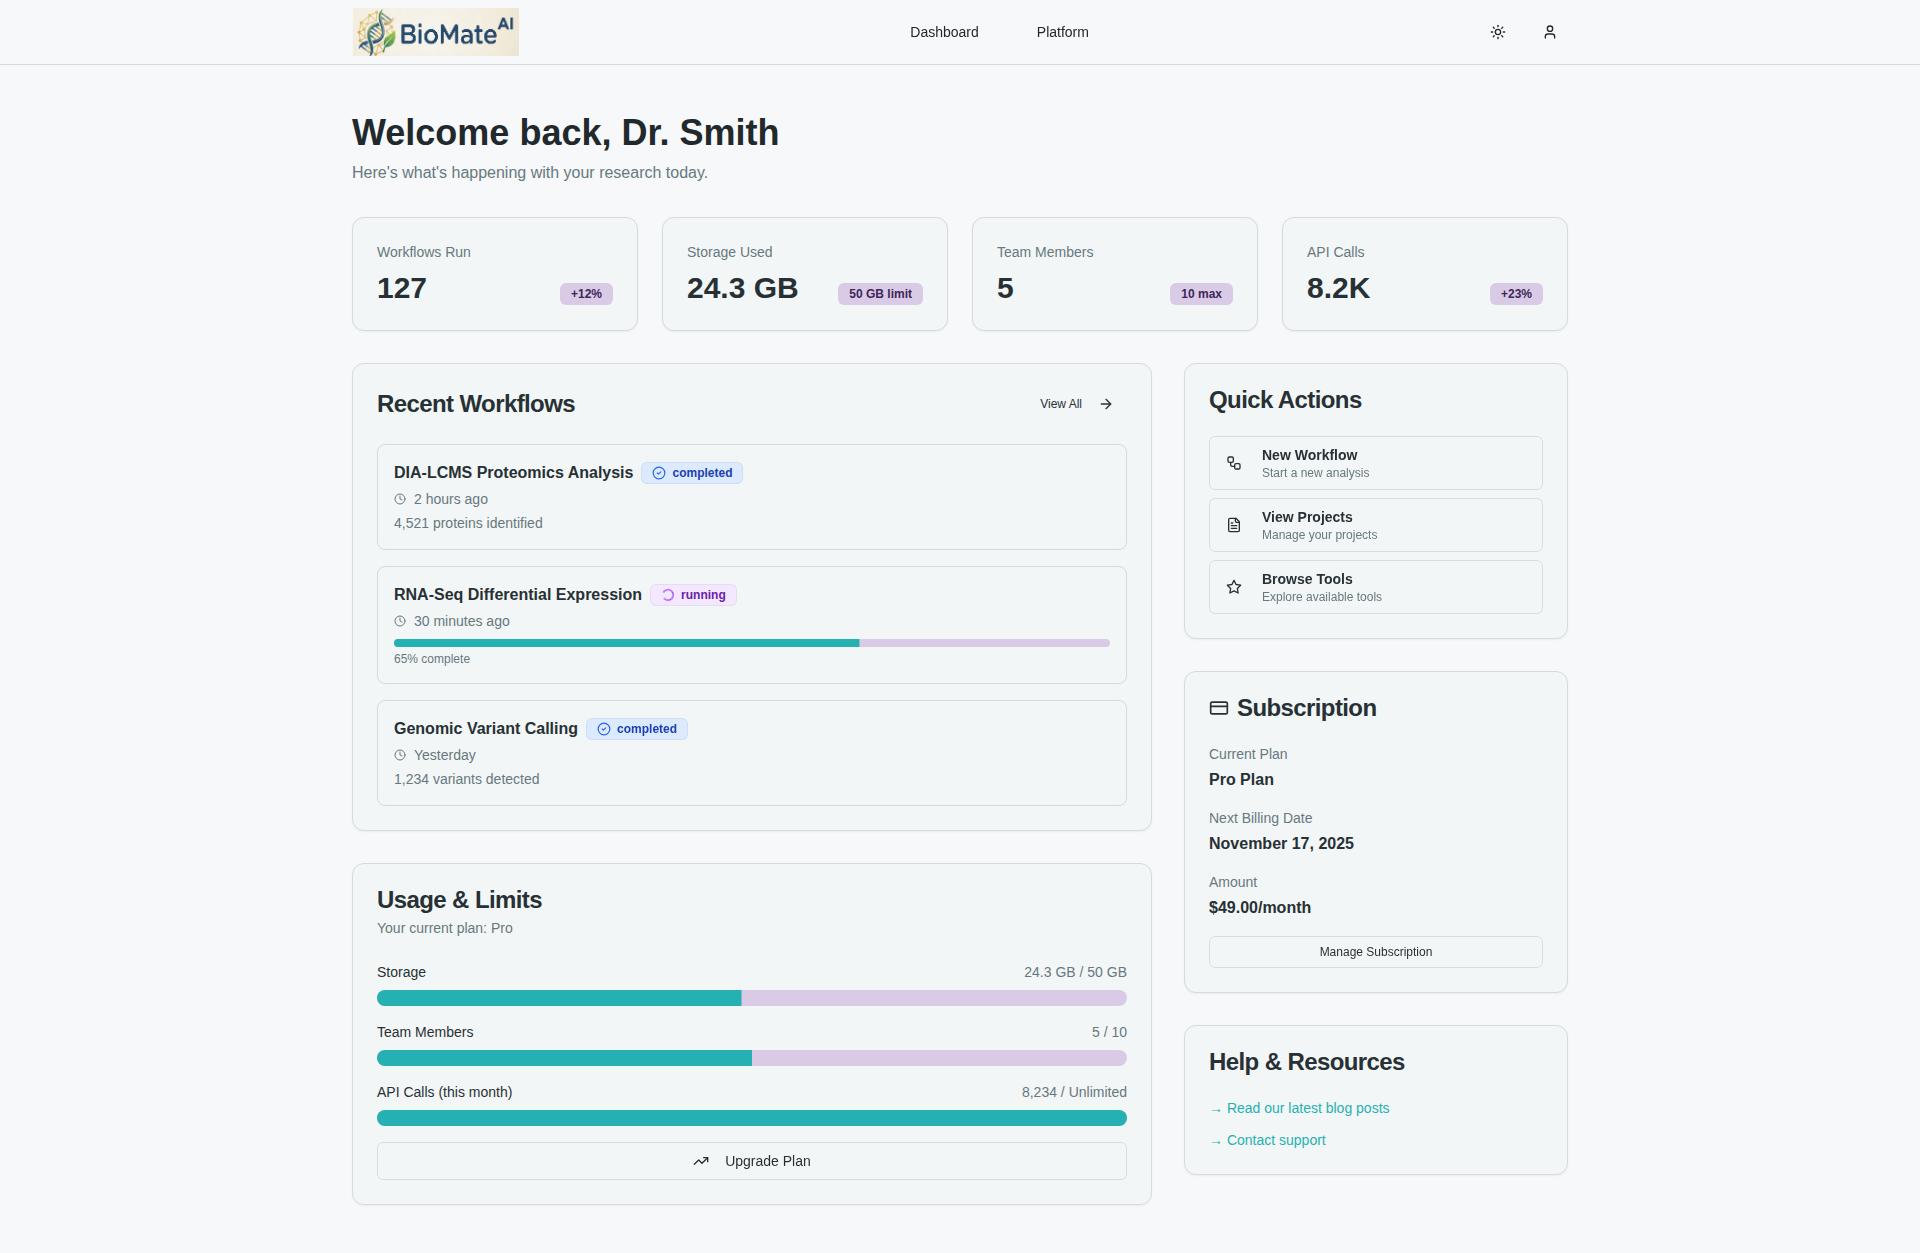 BioMate AI
Dashboard
Platform
Welcome back, Dr. Smith
Here's what's happening with your research today.
Workflows Run
127
+12%
Storage Used
24.3 GB
50 GB limit
Team Members
5
10 max
API Calls
8.2K
+23%
Recent Workflows
View All
DIA-LCMS Proteomics Analysis
completed
2 hours ago
4,521 proteins identified
RNA-Seq Differential Expression
running
30 minutes ago
65% complete
Genomic Variant Calling
completed
Yesterday
1,234 variants detected
Usage & Limits
Your current plan: Pro
Storage
24.3 GB / 50 GB
Team Members
5 / 10
API Calls (this month)
8,234 / Unlimited
Upgrade Plan
Quick Actions
New Workflow
Start a new analysis
View Projects
Manage your projects
Browse Tools
Explore available tools
Subscription
Current Plan
Pro Plan
Next Billing Date
November 17, 2025
Amount
$49.00/month
Manage Subscription
Help & Resources
→ Read our latest blog posts
→ Contact support